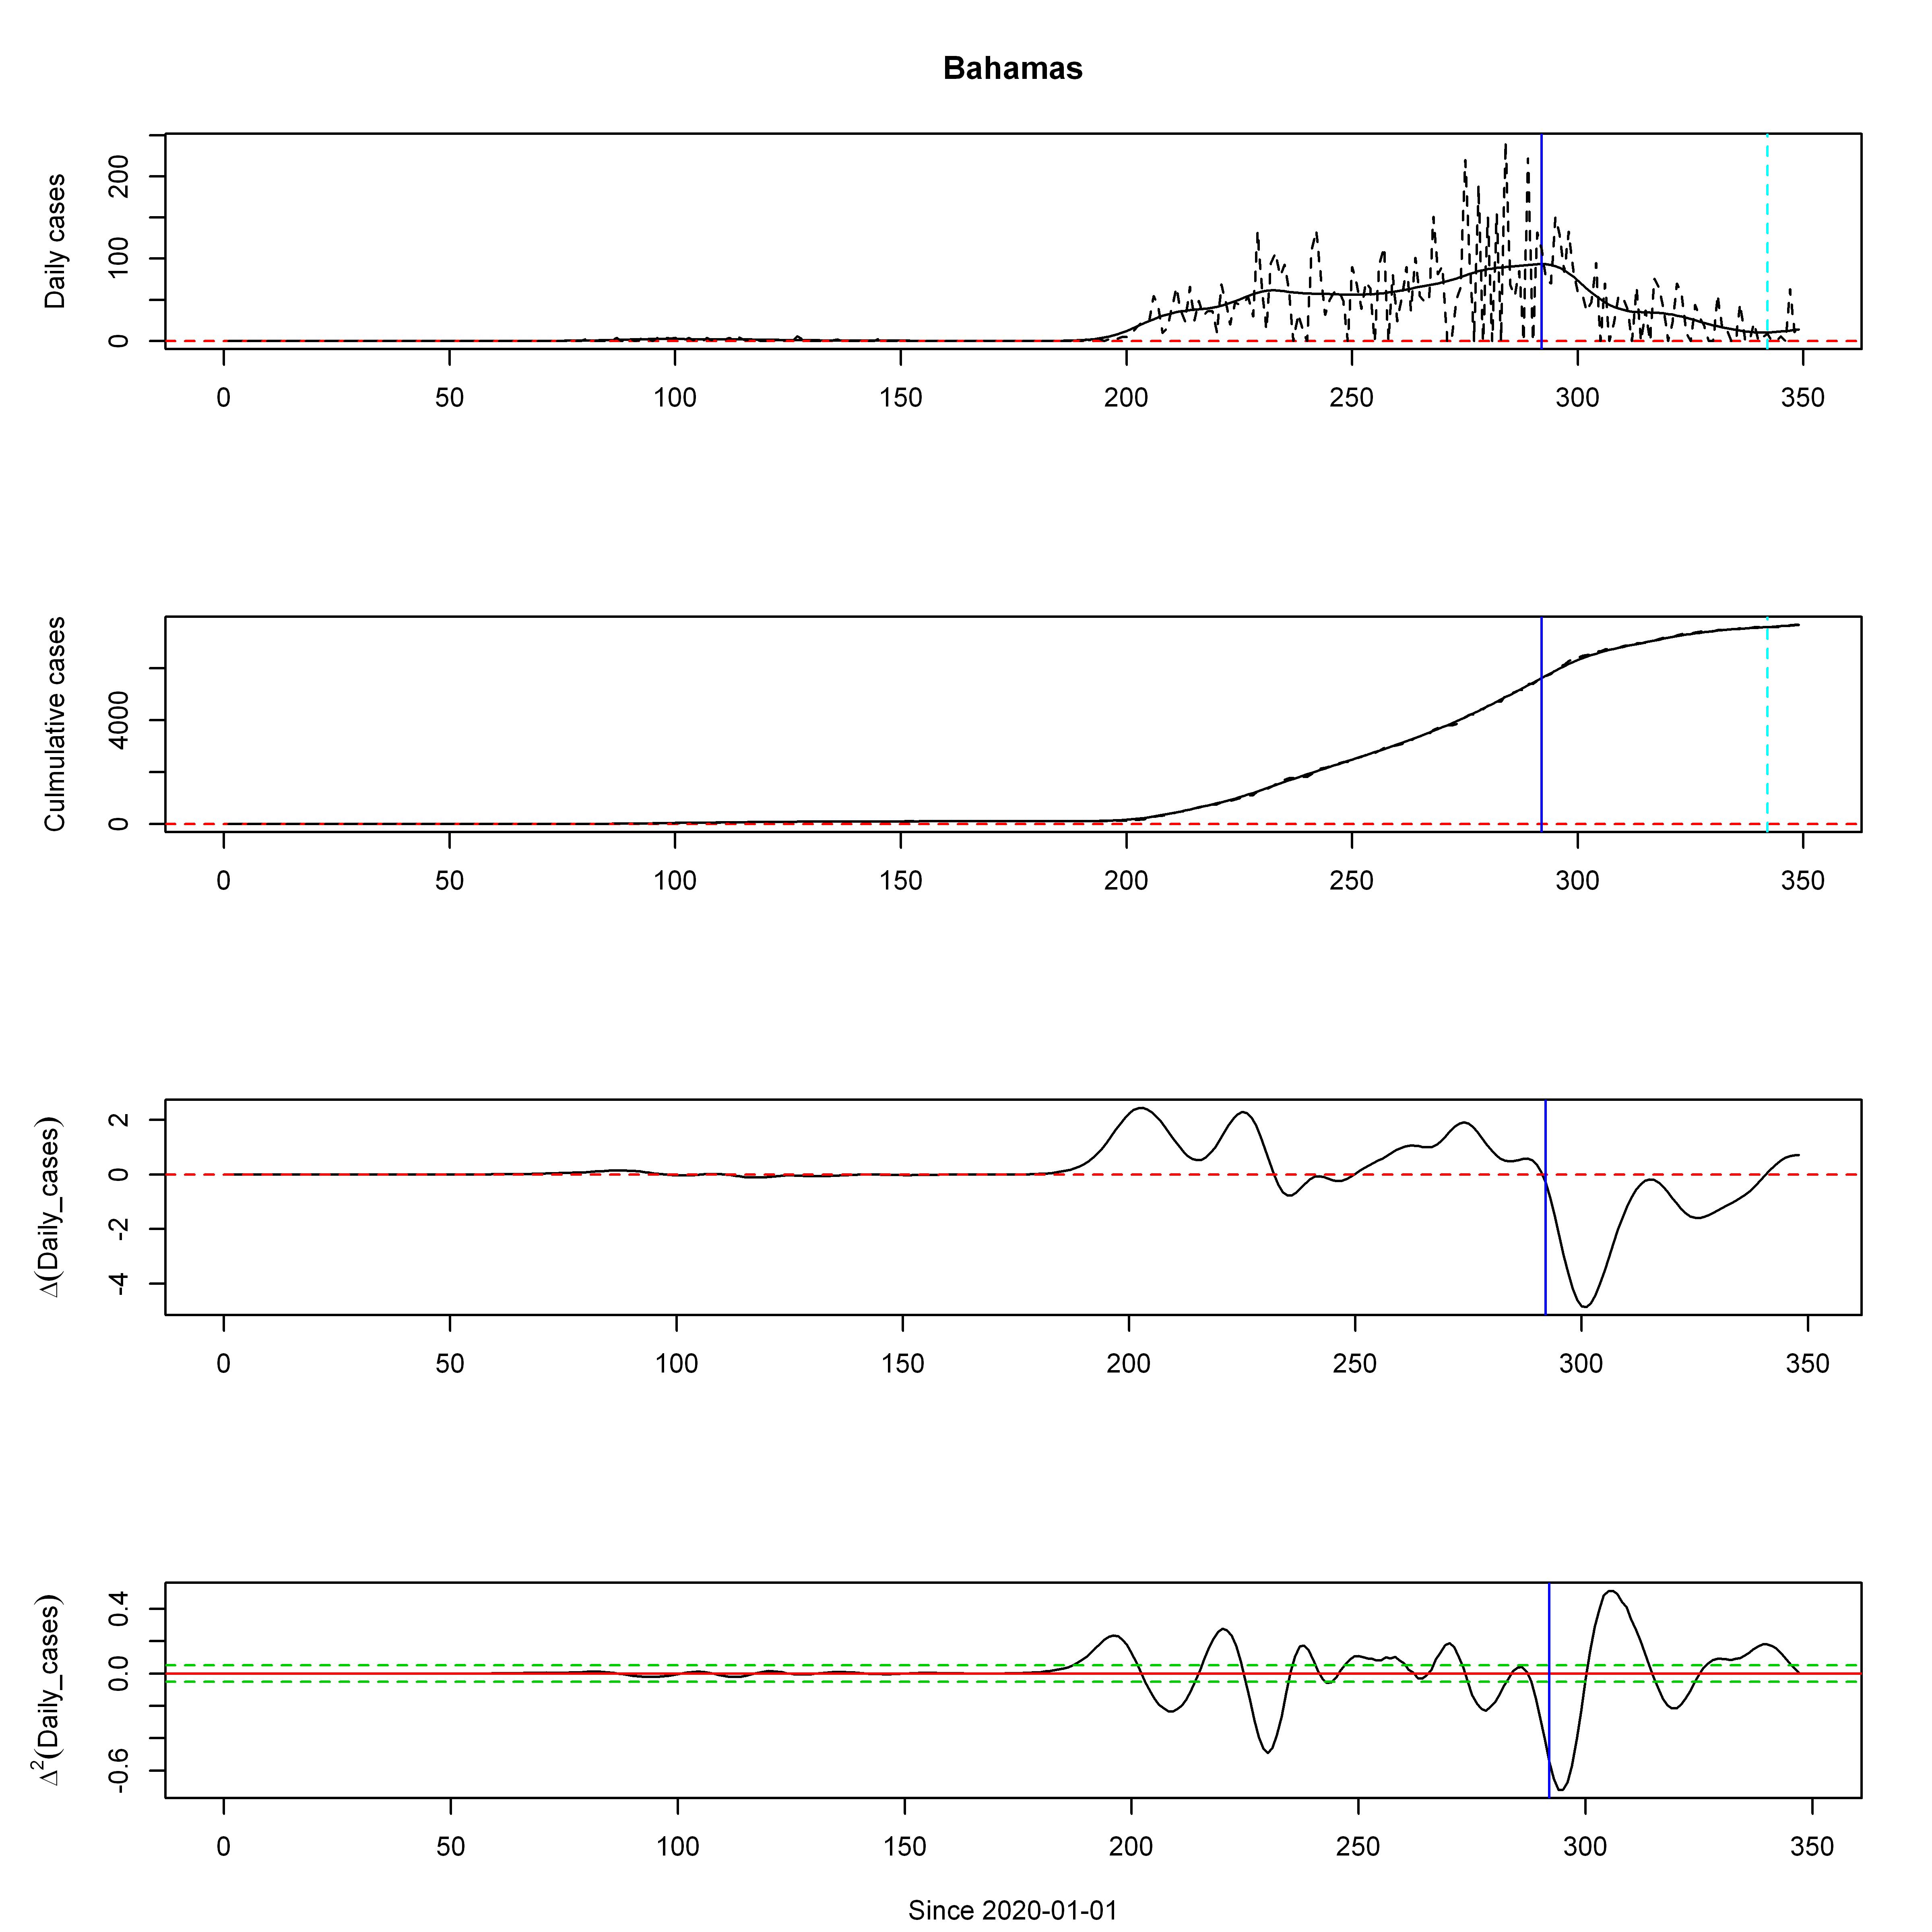 Bahamas
Daily cases
0 100 200
0 50 100 150 200 250 300 350
Culmulative cases
0 4000
0 50 100 150 200 250 300 350
Δ(Daily_cases)
-4 -2 0 2
0 50 100 150 200 250 300 350
Δ²(Daily_cases)
-0.6 0.0 0.4
0 50 100 150 200 250 300 350
Since 2020-01-01